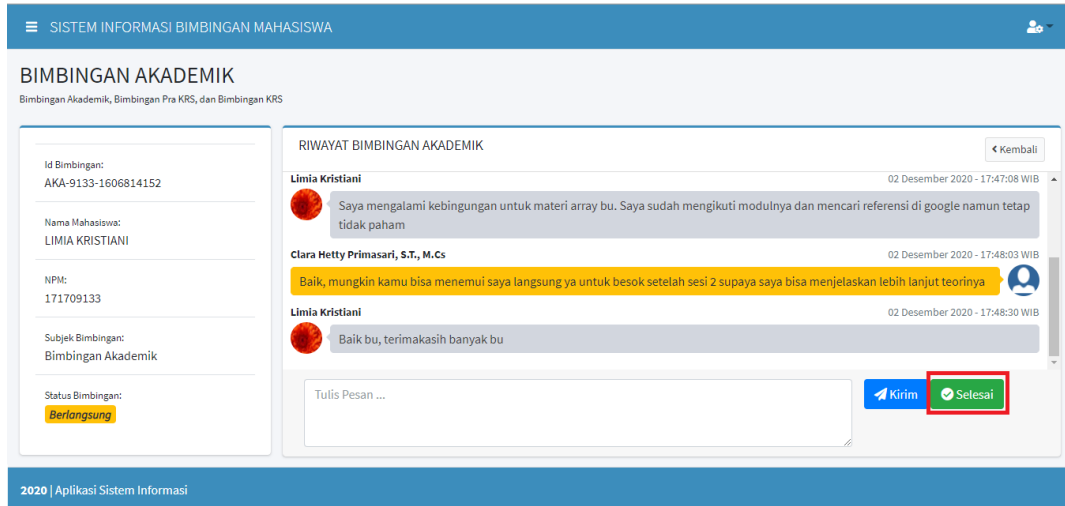 SISTEM INFORMASI BIMBINGAN MAHASISWA
BIMBINGAN AKADEMIK
Bimbingan Akademik, Bimbingan Pra KRS, dan Bimbingan KRS
Id Bimbingan:
AKA-9133-1606814152
Nama Mahasiswa:
LIMIA KRISTIANI
NPM:
171709133
Subjek Bimbingan:
Bimbingan Akademik
Status Bimbingan:
Berlangsung
RIWAYAT BIMBINGAN AKADEMIK
Kembali
Limia Kristiani 02 Desember 2020 - 17:47:08 WIB
Saya mengalami kebingungan untuk materi array bu. Saya sudah mengikuti modulnya dan mencari referensi di google namun tetap
tidak paham
Clara Hetty Primasari, S.T., M.Cs 02 Desember 2020 - 17:48:03 WIB
Baik, mungkin kamu bisa menemui saya langsung ya untuk besok setelah sesi 2 supaya saya bisa menjelaskan lebih lanjut teorinya
Limia Kristiani 02 Desember 2020 - 17:48:30 WIB
Baik bu, terimakasih banyak bu
Tulis Pesan ...
Kirim
Selesai
2020 | Aplikasi Sistem Informasi